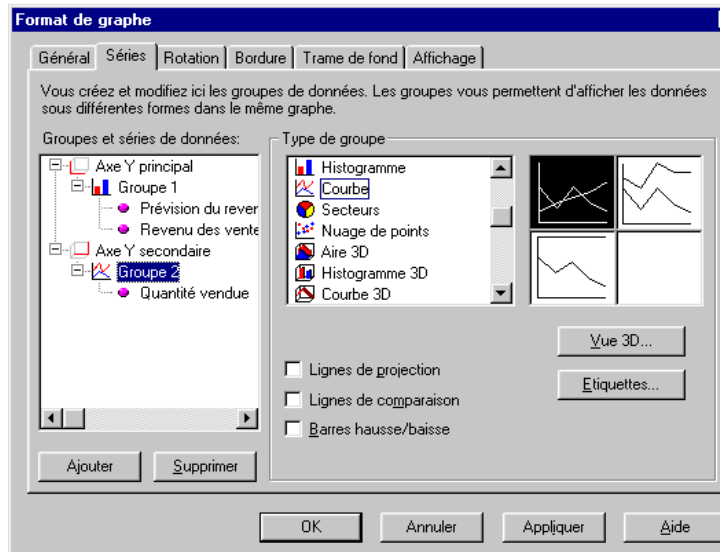 Format de graphe
Général Séries Rotation Bordure Trame de fond Affichage
Vous créez et modifiez ici les groupes de données. Les groupes vous permettent d'afficher les données
sous différentes formes dans le même graphe.
Groupes et séries de données:
Axe Y principal
Groupe 1
Prévision du rever
Revenu des vente
Axe Y secondaire
Groupe 2
Quantité vendue
Ajouter Supprimer
Type de groupe
Histogramme
Courbe
Secteurs
Nuage de points
Aire 3D
Histogramme 3D
Courbe 3D
Vue 3D...
Etiquettes...
Lignes de projection
Lignes de comparaison
Barres hausse/baisse
OK Annuler Appliquer Aide